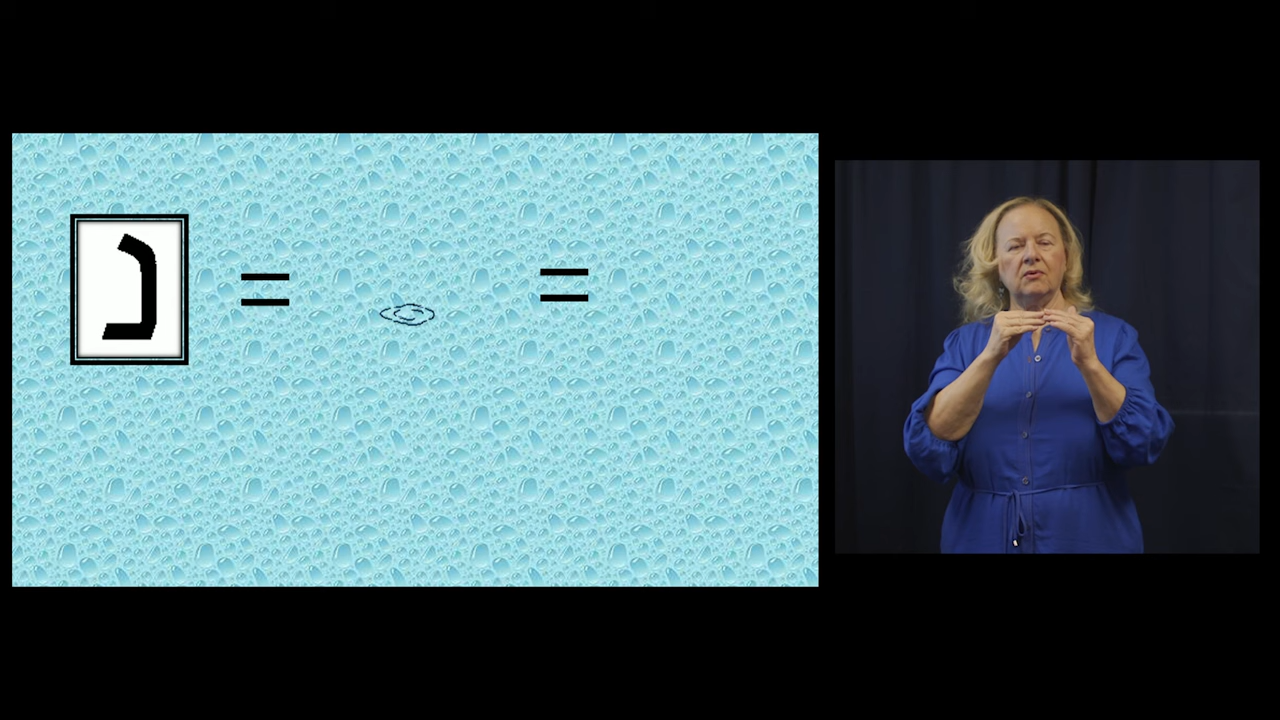 נ = =